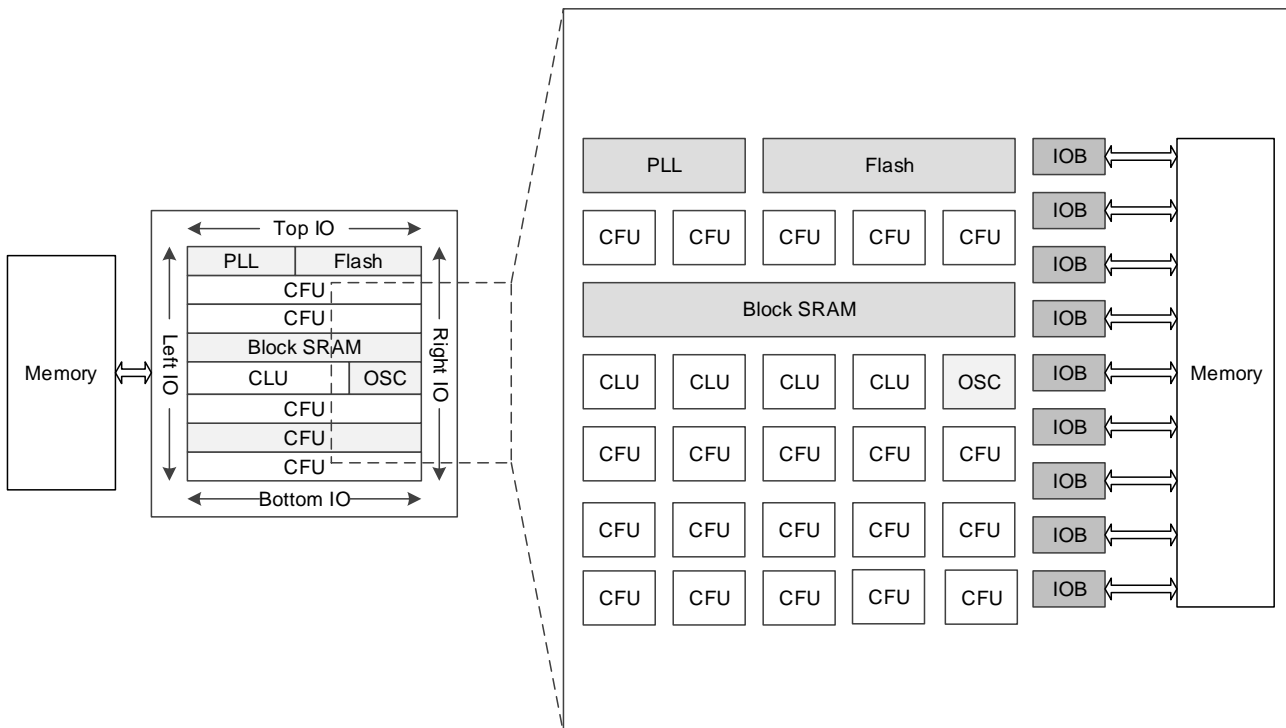 Memory
Top IO
Left IO
PLL Flash
CFU
CFU
Block SRAM
CLU OSC
CFU
CFU
CFU
Right IO
Bottom IO
PLL Flash IOB
IOB
CFU CFU CFU CFU CFU
IOB
Block SRAM IOB
CLU CLU CLU CLU OSC IOB Memory
IOB
CFU CFU CFU CFU CFU
IOB
CFU CFU CFU CFU CFU IOB
CFU CFU CFU CFU CFU IOB